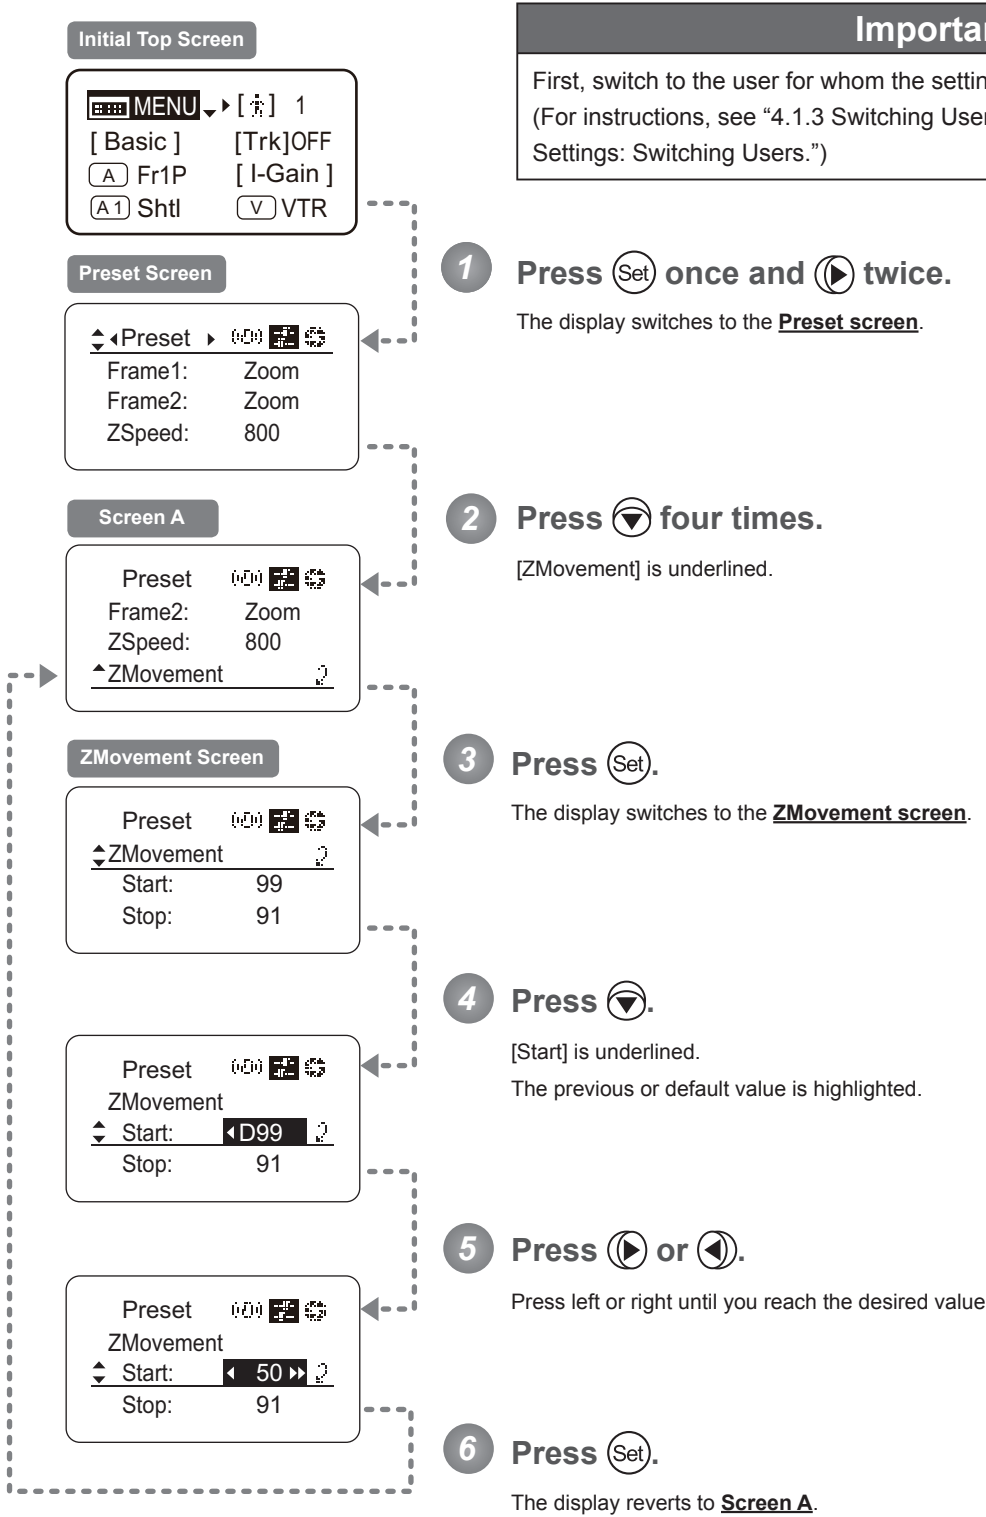 Initial Top Screen
MENU [ ] 1
[ Basic ] [Trk]OFF
A Fr1P [ I-Gain ]
A 1 Shtl V VTR
First, switch to the user for whom the
(For instructions, see “4.1.3 Switching
Settings: Switching Users.”)
Preset Screen
Preset
Frame1: Zoom
Frame2: Zoom
ZSpeed: 800
1 Press Set once and twice.
The display switches to the Preset screen.
Screen A
Preset
Frame2: Zoom
ZSpeed: 800
ZMovement
2 Press four times.
[ZMovement] is underlined.
ZMovement Screen
Preset
ZMovement
Start: 99
Stop: 91
3 Press Set.
The display switches to the ZMovement screen.
Preset
ZMovement
Start: D99
Stop: 91
4 Press .
[Start] is underlined.
The previous or default value is highlighted.
Preset
ZMovement
Start: 50
Stop: 91
5 Press or .
Press left or right until you reach the desired value
6 Press Set.
The display reverts to Screen A.